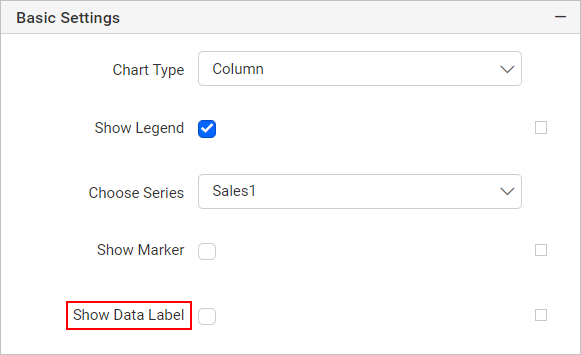 Basic Settings
Chart Type Column
Show Legend
Choose Series Sales1
Show Marker
Show Data Label